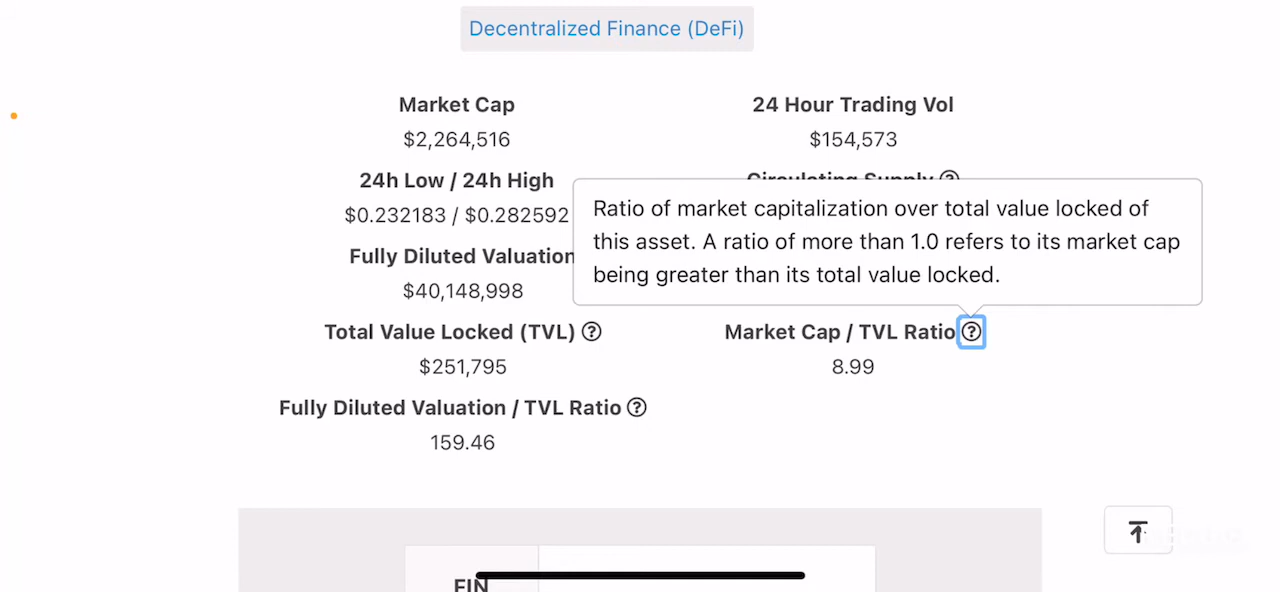 Decentralized Finance (DeFi)
Market Cap
$2,264,516
24 Hour Trading Vol
$154,573
24h Low / 24h High
$0.232183 / $0.282592
Circulating Supply
Ratio of market capitalization over total value locked of
this asset. A ratio of more than 1.0 refers to its market cap
being greater than its total value locked.
Fully Diluted Valuation
$40,148,998
Total Value Locked (TVL) ?
$251,795
Market Cap / TVL Ratio ?
8.99
Fully Diluted Valuation / TVL Ratio ?
159.46
FIN